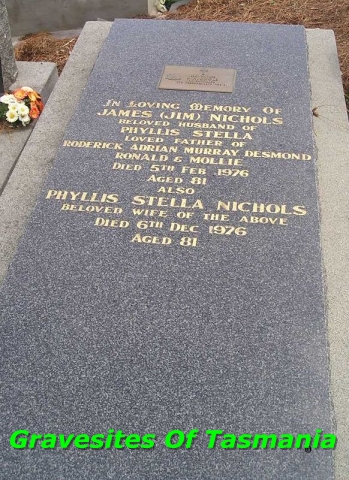 In Loving Memory Of
James (Jim) Nichols
Beloved Husband Of
Phyllis Stella
Loved Father Of
Roderick Adrian Murray Desmond
Ronald & Mollie
Died 5th Feb 1976
Aged 81
Also
Phyllis Stella Nichols
Beloved Wife Of The Above
Died 6th Dec 1976
Aged 81
Gravesites Of Tasmania